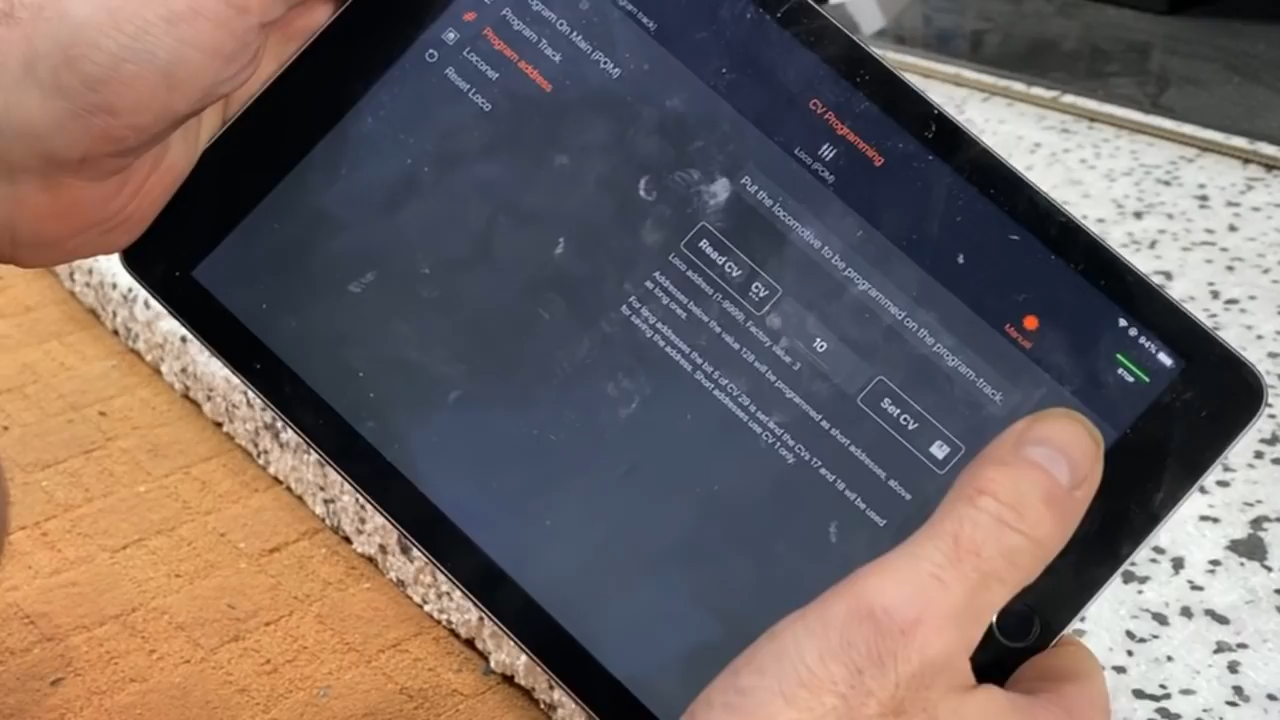 94%
STOP
Manual
CV Programming
Loco (POM)
gram track)
gram On Main (POM)
Program Track
Program address
Loconet
Reset Loco
Put the locomotive to be programmed on the program-track.
Read CV
CV
10
Set CV
Loco address (1-9999), Factory value: 3
Addresses below the value 128 will be programmed as short addresses, above
as long ones.
For long addresses the bit 5 of CV 29 is set and the CVs 17 and 18 will be used
for saving the address. Short addresses use CV 1 only.